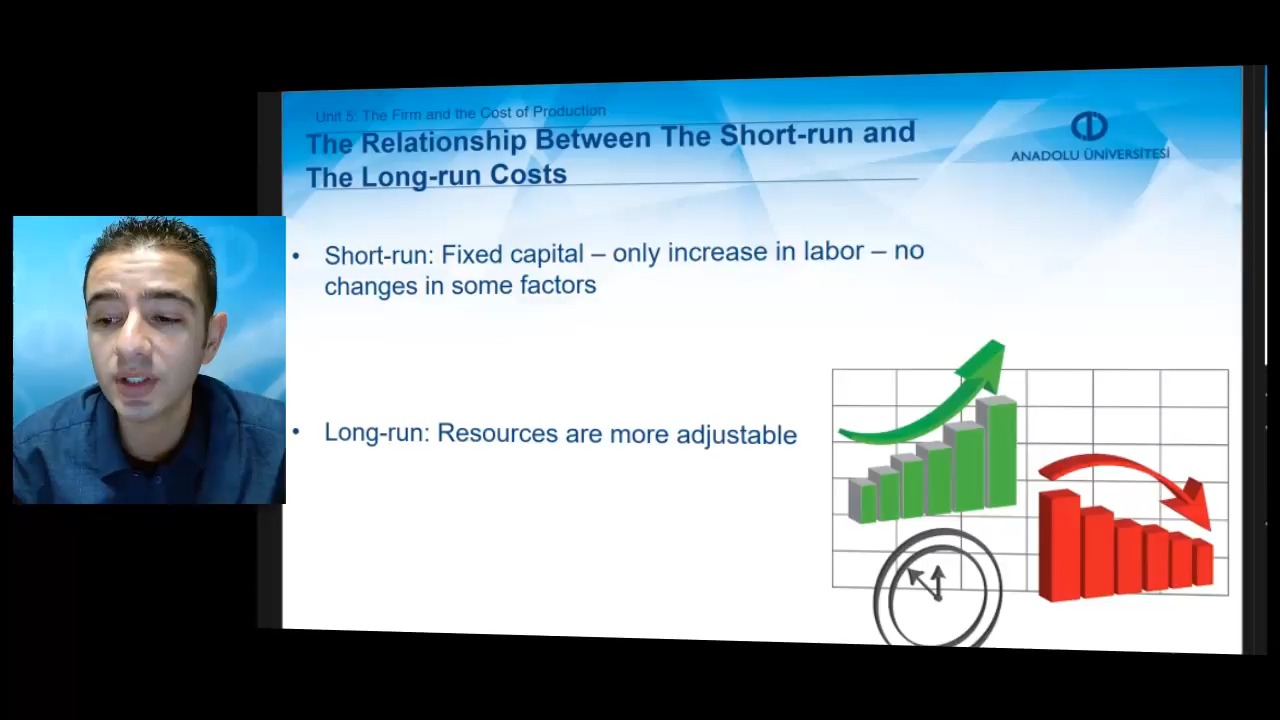 Unit 5: The Firm and the Cost of Production
The Relationship Between The Short-run and
The Long-run Costs
ANADOLU ÜNİVERSİTESİ
• Short-run: Fixed capital – only increase in labor – no
changes in some factors
• Long-run: Resources are more adjustable